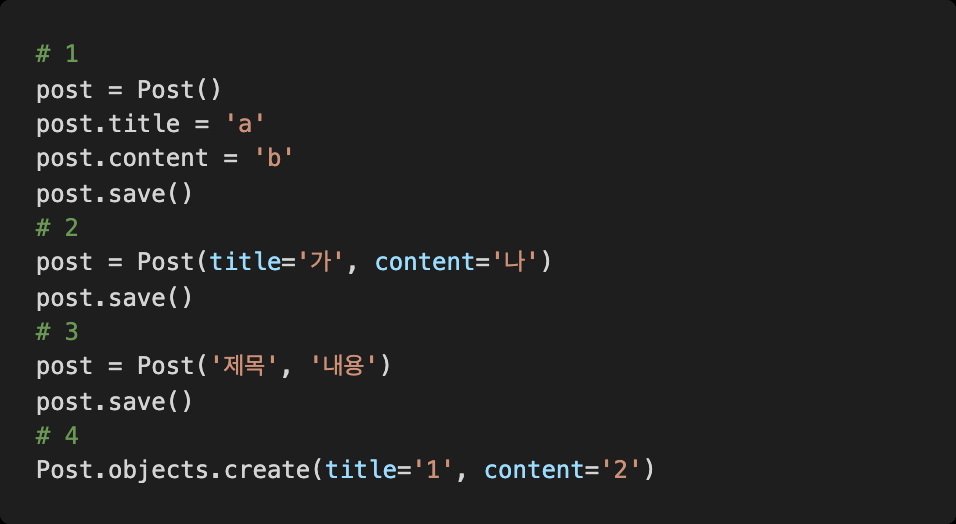 # 1
post = Post()
post.title = 'a'
post.content = 'b'
post.save()
# 2
post = Post(title='가', content='나')
post.save()
# 3
post = Post('제목', '내용')
post.save()
# 4
Post.objects.create(title='1', content='2')